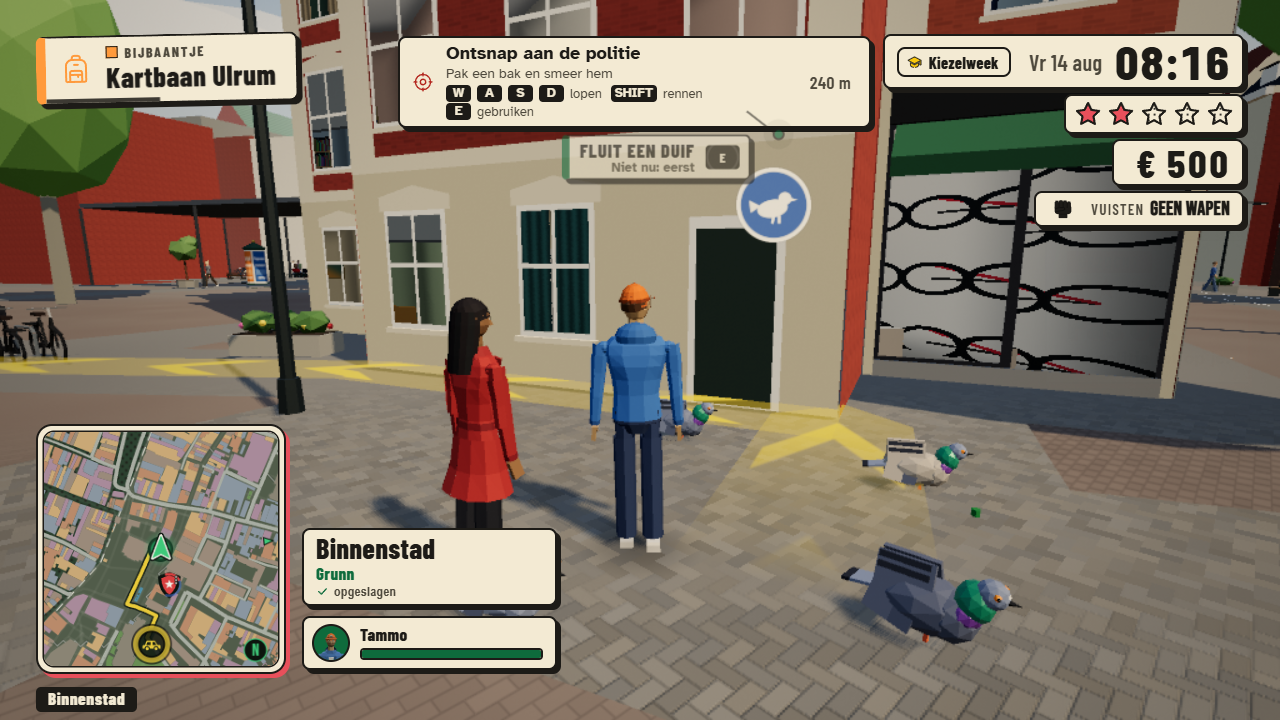 BIJBAANTJE
Kartbaan Ulrum
Ontsnap aan de politie
Pak een bak en smeer hem
W A S D lopen SHIFT rennen
E gebruiken
240 m
Kiezelweek Vr 14 aug 08:16
€ 500
VUISTEN GEEN WAPEN
FLUIT EEN DUIF E
Niet nu: eerst
N
Binnenstad
Grunn
opgeslagen
Tammo
Binnenstad